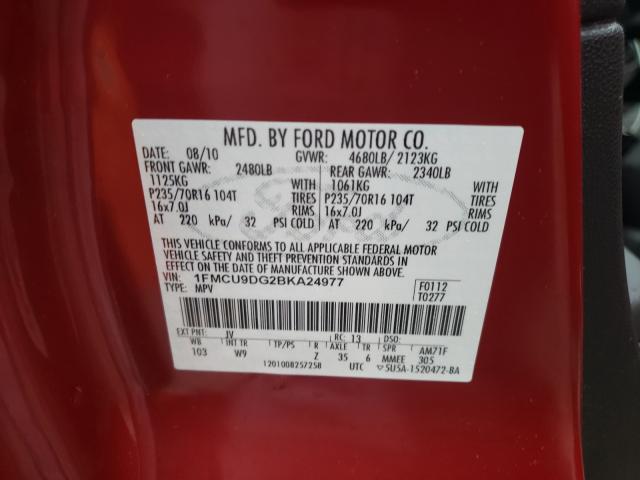 MFD. BY FORD MOTOR CO.
DATE: 08/10 GVWR: 4680LB/ 2123KG
FRONT GAWR: 2480LB REAR GAWR: 2340LB
1125KG WITH 1061KG WITH
P235/70R16 104T TIRES P235/70R16 104T TIRES
16x7.0J RIMS 16x7.0J RIMS
AT 220 kPa/ 32 PSI COLD AT 220 kPa/ 32 PSI COLD
THIS VEHICLE CONFORMS TO ALL APPLICABLE FEDERAL MOTOR
VEHICLE SAFETY AND THEFT PREVENTION STANDARDS IN
EFFECT ON THE DATE OF MANUFACTURE SHOWN ABOVE.
VIN: 1FMCU9DG2BKA24977 F0112
TYPE: MPV T0277
EXT PNT: JV RC: 13 DSO:
WB INT TR TP/PS R AXLE TR SPR AM71F
103 W9 Z 35 6 MMEE 305
1201008257258 UTC 5U5A-1520472-BA